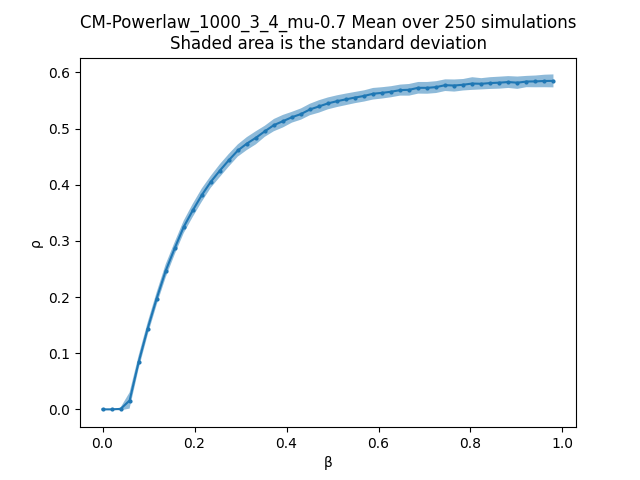 CM-Powerlaw_1000_3_4_mu-0.7 Mean over 250 simulations
Shaded area is the standard deviation
0.6
0.5
0.4
0.3
0.2
0.1
0.0
ρ
0.0 0.2 0.4 0.6 0.8 1.0
β